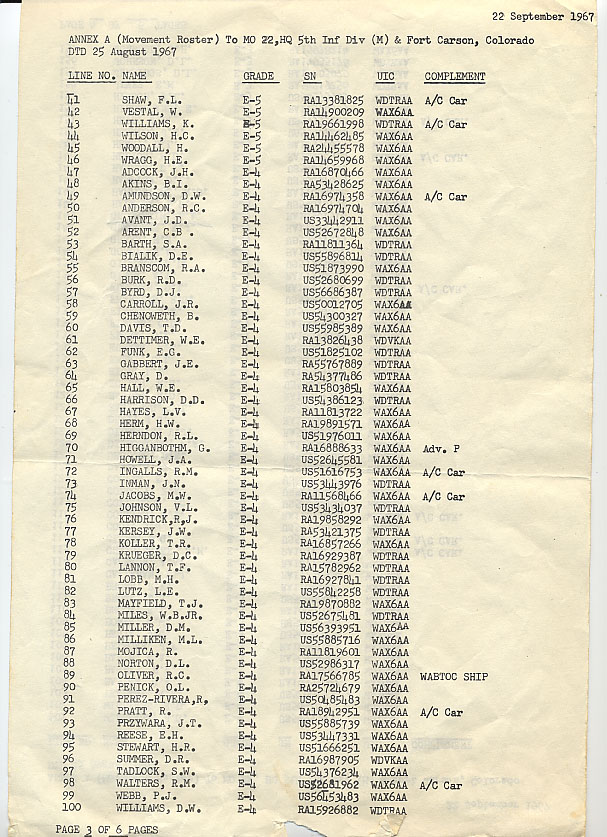 22 September 1967
ANNEX A (Movement Roster) To MO 22,HQ 5th Inf Div (M) & Fort Carson, Colorado
DTD 25 August 1967
LINE NO. NAME GRADE SN UIC COMPLEMENT
41 SHAW, F.L. E-5 RA13381825 WDTRAA A/C Car
42 VESTAL, W. E-5 RA14900209 WAX6AA
43 WILLIAMS, K. E-5 RA19661998 WDTRAA A/C Car
44 WILSON, H.C. E-5 RA14462485 WAX6AA
45 WOODALL, H. E-5 RA24455578 WAX6AA
46 WRAGG, H.E. E-5 RA14659968 WAX6AA
47 ADCOCK, J.H. E-4 RA16870466 WAX6AA
48 AKINS, B.I. E-4 RA53428625 WAX6AA
49 AMUNDSON, D.W. E-4 RA16974358 WAX6AA A/C Car
50 ANDERSON, R.C. E-4 RA16974704 WAX6AA
51 AVANT, J.D. E-4 US33442911 WAX6AA
52 ARENT, C.B . E-4 US52672848 WAX6AA
53 BARTH, S.A. E-4 RA11811364 WDTRAA
54 BIALIK, D.E. E-4 US55896814 WDTRAA
55 BRANSCOM, R.A. E-4 US51873990 WAX6AA
56 BURK, R.D. E-4 US52680699 WDTRAA
57 BYRD, D.J. E-4 US56686387 WDTRAA
58 CARROLL, J.R. E-4 US50012705 WAX6AA
59 CHENOWETH, B. E-4 US54300327 WAX6AA
60 DAVIS, T.D. E-4 US55985389 WAX6AA
61 DETTIMER, W.E. E-4 RA13826438 WDVKAA
62 FUNK, E.G. E-4 US51825102 WDTRAA
63 GABBERT, J.E. E-4 RA55767889 WDTRAA
64 GRAY, D. E-4 RA54377486 WDTRAA
65 HALL, W.E. E-4 RA15803854 WAX6AA
66 HARRISON, D.D. E-4 US54386123 WDTRAA
67 HAYES, L.V. E-4 RA11813722 WAX6AA
68 HERM, H.W. E-4 RA19891571 WAX6AA
69 HERNDON, R.L. E-4 US51976011 WAX6AA
70 HIGGANBOTHM, G. E-4 RA16888633 WAX6AA Adv. P
71 HOWELL, J.A. E-4 US52645581 WAX6AA
72 INGALLS, R.M. E-4 US51616753 WAX6AA A/C Car
73 INMAN, J.N. E-4 US53443976 WDTRAA
74 JACOBS, M.W. E-4 RA11568466 WAX6AA A/C Car
75 JOHNSON, V.L. E-4 US53434037 WDTRAA
76 KENDRICK,R,J. E-4 RA19858292 WAX6AA
77 KERSEY, J.W. E-4 RA53421375 WDTRAA
78 KOLLER, T.R. E-4 RA16857266 WAX6AA
79 KRUEGER, D.C. E-4 RA16929387 WAX6AA
80 LANNON, T.F. E-4 RA15782962 WDTRAA
81 LOBB, M.H. E-4 RA16927841 WDTRAA
82 LUTZ, L.E. E-4 US55842258 WDTRAA
83 MAYFIELD, T.J. E-4 RA19870882 WAX6AA
84 MILES, W.B.JR. E-4 US52675481 WDTRAA
85 MILLER, D.M. E-4 US56393951 WAX6AA
86 MILLIKEN, M.L. E-4 US55885716 WAX6AA
87 MOJICA, R. E-4 RA11819601 WAX6AA
88 NORTON, D.L. E-4 US52986317 WAX6AA
89 OLIVER, R.C. E-4 RA17566785 WAX6AA WABTOC SHIP
90 PENICK, O.L. E-4 RA25724679 WAX6AA
91 PEREZ-RIVERA,R, E-4 US50485483 WAX6AA
92 PRATT, R. E-4 RA18942951 WAX6AA A/C Car
93 PRZYWARA, J.T. E-4 US55885739 WAX6AA
94 REESE, E.H. E-4 US53447331 WAX6AA
95 STEWART, H.R. E-4 US51666251 WAX6AA
96 SUMMER, D.R. E-4 RA16987905 WDVKAA
97 TADLOCK, S.W. E-4 US54376234 WAX6AA
98 WALTERS, R.M. E-4 US52681962 WAX6AA A/C Car
99 WEBB, P.J. E-4 US56453483 WAX6AA
100 WILLIAMS, D.W. E-4 RA15926882 WDTRAA
PAGE 3 OF 6 PAGES